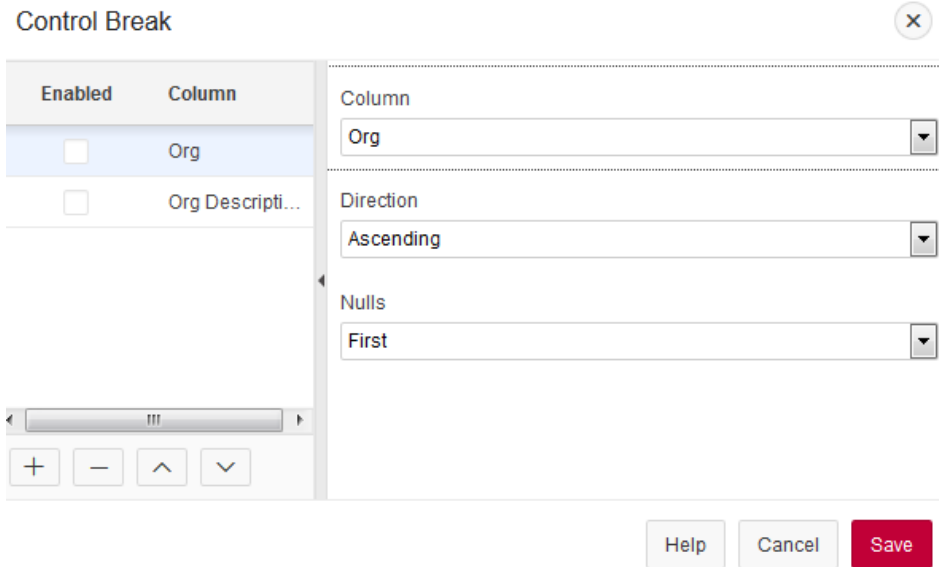 Control Break
Enabled Column
Org
Org Descripti...
Column
Org
Direction
Ascending
Nulls
First
Help Cancel Save